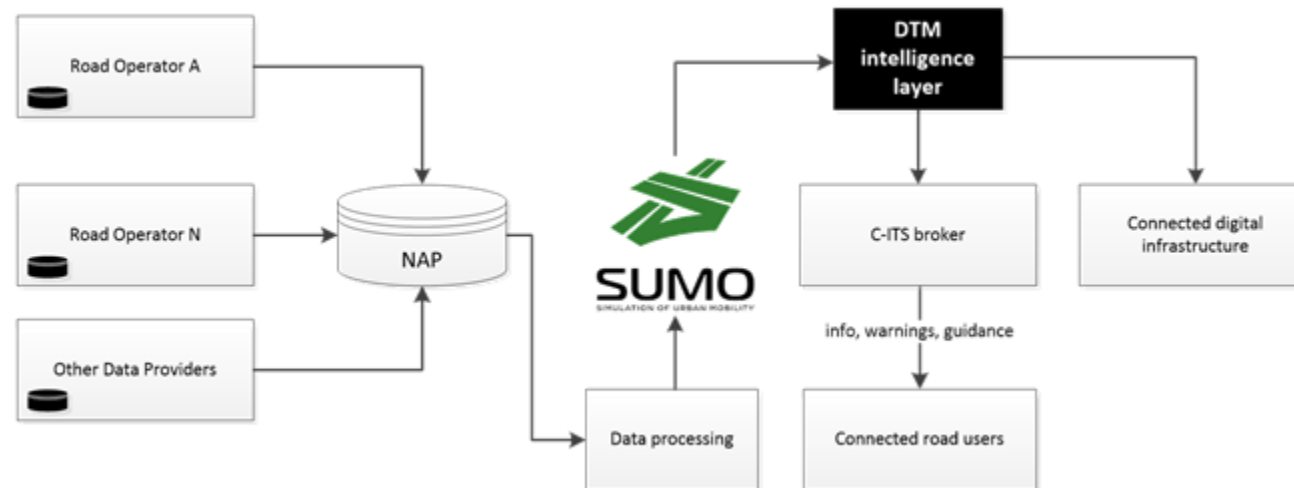 Road Operator A
Road Operator N
Other Data Providers
NAP
Data processing
SUMO
SIMULATION OF URBAN MOBILITY
DTM
intelligence
layer
C-ITS broker
info, warnings, guidance
Connected road users
Connected digital
infrastructure